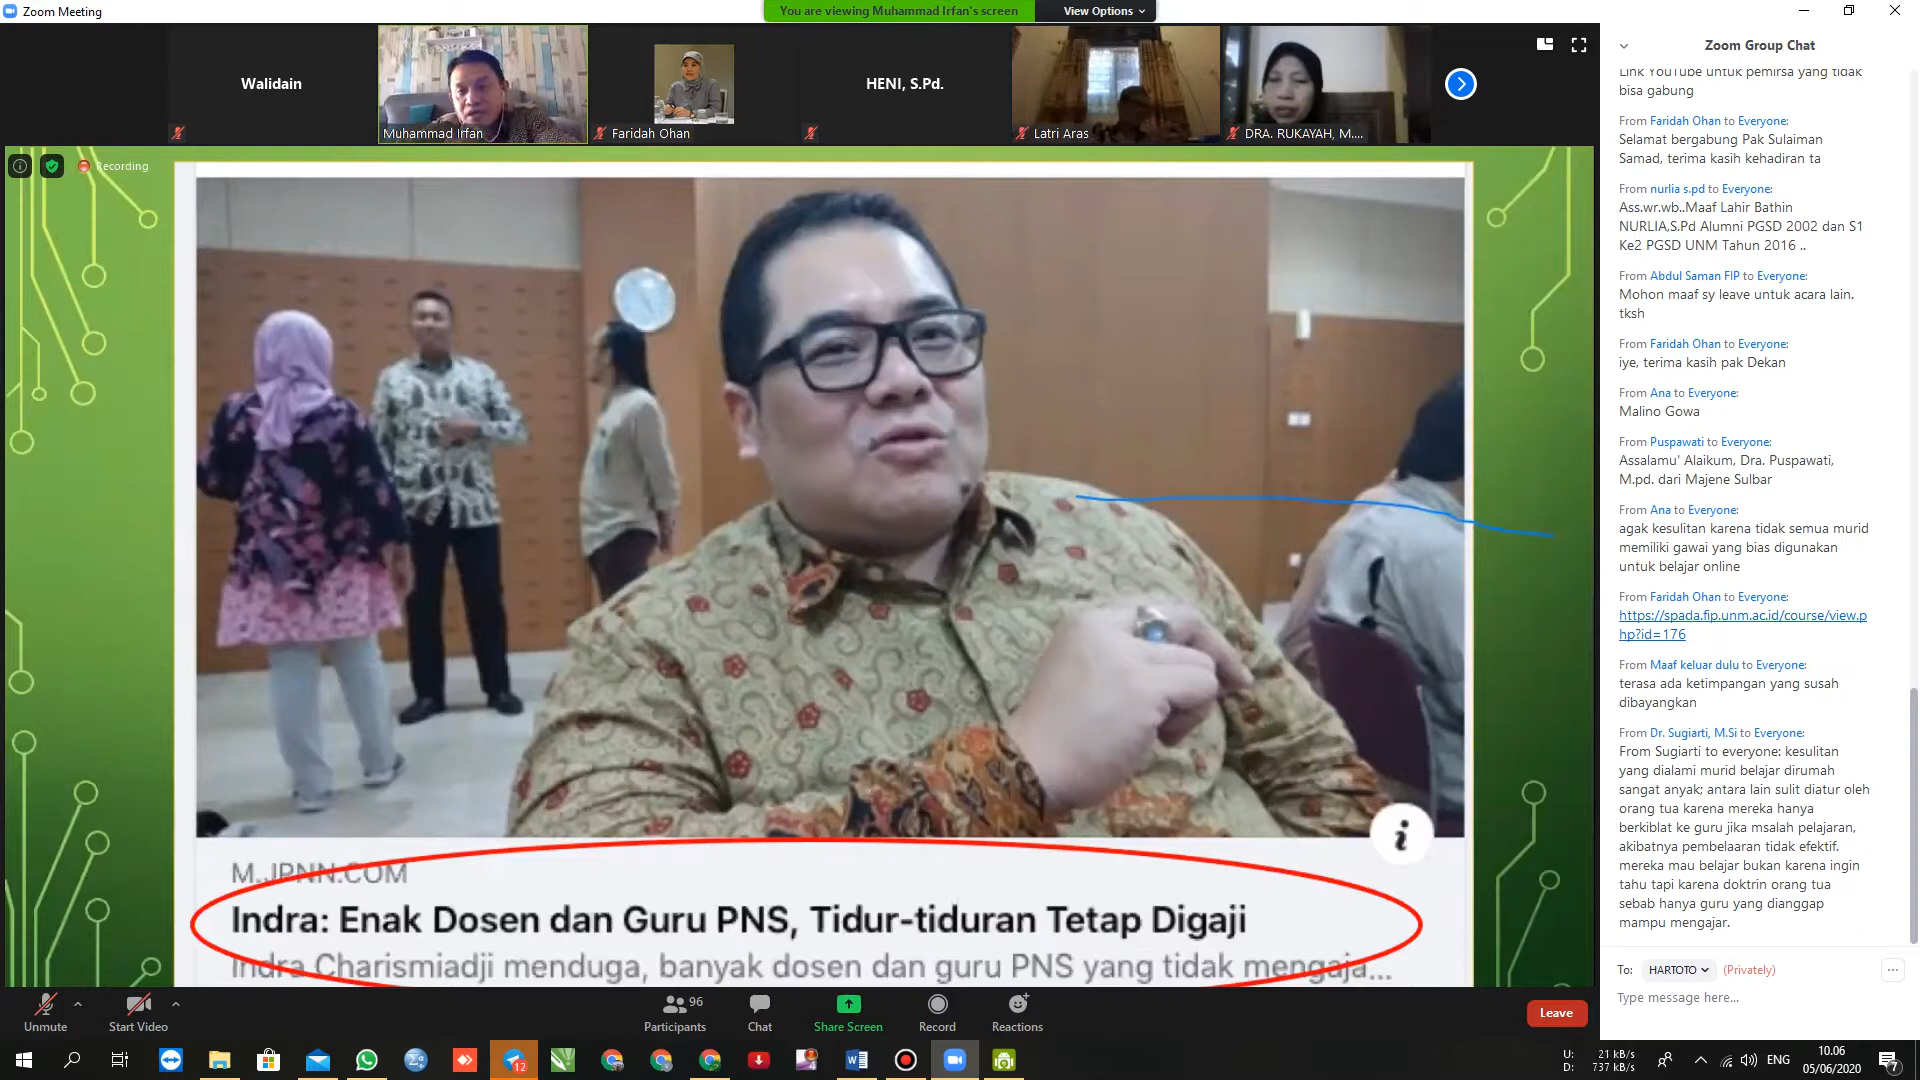 Zoom Meeting
You are viewing Muhammad Irfan's screen
View Options
Walidain
Muhammad Irfan
Faridah Ohan
HENI, S.Pd.
Latri Aras
DRA. RUKAYAH, M....
Recording
M.JPNN.COM
Indra: Enak Dosen dan Guru PNS, Tidur-tiduran Tetap Digaji
Indra Charismiadji menduga, banyak dosen dan guru PNS yang tidak mengaja...
Zoom Group Chat
Link YouTube untuk pemirsa yang tidak
bisa gabung
From Faridah Ohan to Everyone:
Selamat bergabung Pak Sulaiman
Samad, terima kasih kehadiran ta
From nurlia s.pd to Everyone:
Ass.wr.wb..Maaf Lahir Bathin
NURLIA,S.Pd Alumni PGSD 2002 dan S1
Ke2 PGSD UNM Tahun 2016 ..
From Abdul Saman FIP to Everyone:
Mohon maaf sy leave untuk acara lain.
tksh
From Faridah Ohan to Everyone:
iye, terima kasih pak Dekan
From Ana to Everyone:
Malino Gowa
From Puspawati to Everyone:
Assalamu' Alaikum, Dra. Puspawati,
M.pd. dari Majene Sulbar
From Ana to Everyone:
agak kesulitan karena tidak semua murid
memiliki gawai yang bias digunakan
untuk belajar online
From Faridah Ohan to Everyone:
https://spada.fip.unm.ac.id/course/view.p
hp?id=176
From Maaf keluar dulu to Everyone:
terasa ada ketimpangan yang susah
dibayangkan
From Dr. Sugiarti, M.Si to Everyone:
From Sugiarti to everyone: kesulitan
yang dialami murid belajar dirumah
sangat anyak; antara lain sulit diatur oleh
orang tua karena mereka hanya
berkiblat ke guru jika msalah pelajaran,
akibatnya pembelaaran tidak efektif.
mereka mau belajar bukan karena ingin
tahu tapi karena doktrin orang tua
sebab hanya guru yang dianggap
mampu mengajar.
To: HARTOTO (Privately)
Type message here...
Unmute
Start Video
96
Participants
Chat
Share Screen
Record
Reactions
Leave
12
U: 21 kB/s
D: 737 kB/s
ENG
10.06
05/06/2020
7